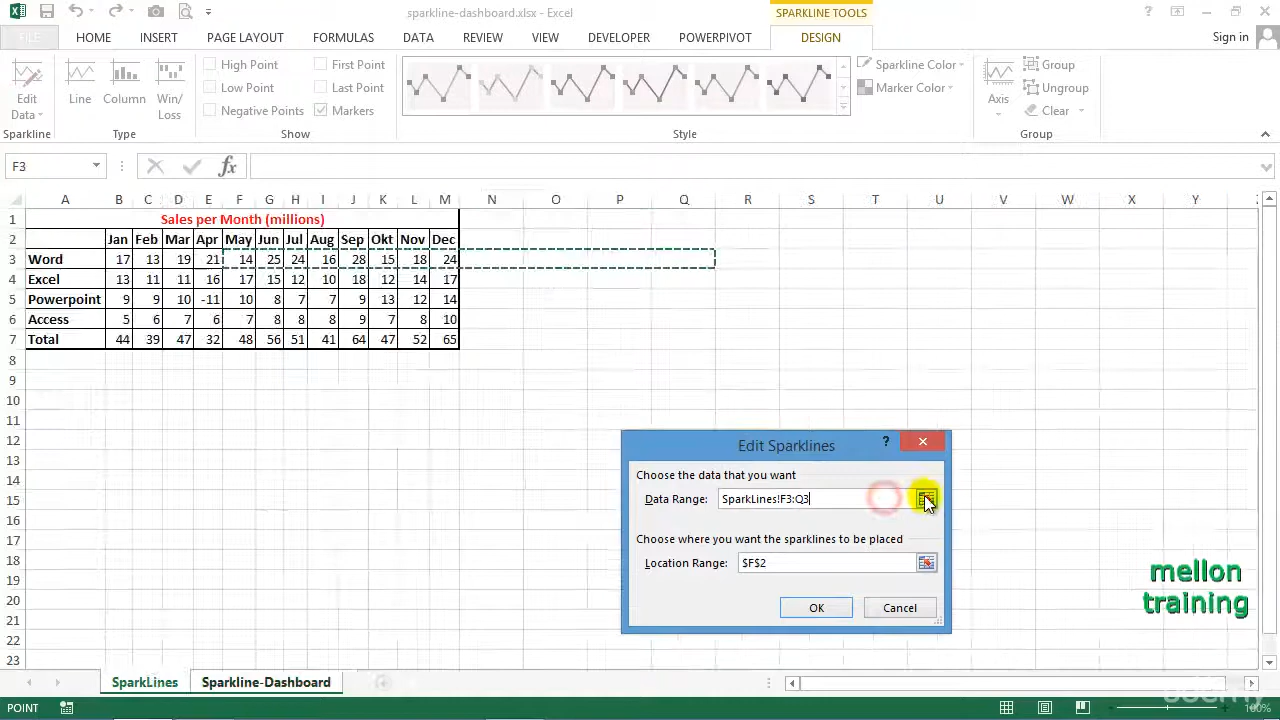 sparkline-dashboard.xlsx - Excel
SPARKLINE TOOLS
FILE HOME INSERT PAGE LAYOUT FORMULAS DATA REVIEW VIEW DEVELOPER POWERPIVOT DESIGN Sign in
High Point First Point Sparkline Color Group
Edit Data Line Column Win/Loss Low Point Last Point Marker Color Axis Ungroup
Negative Points Markers Clear
Sparkline Type Show Style Group
F3 fx
A B C D E F G H I J K L M N O P Q R S T U V W X Y
1 Sales per Month (millions)
2 Jan Feb Mar Apr May Jun Jul Aug Sep Okt Nov Dec
3 Word 17 13 19 21 14 25 24 16 28 15 18 24
4 Excel 13 11 11 16 17 15 12 10 18 12 14 17
5 Powerpoint 9 9 10 -11 10 8 7 7 9 13 12 14
6 Access 5 6 7 6 7 8 8 8 9 7 8 10
7 Total 44 39 47 32 48 56 51 41 64 47 52 65
8
9
10
11
12
13
14
15
16
17
18
19
20
21
22
23
Edit Sparklines
Choose the data that you want
Data Range: SparkLines!F3:Q3
Choose where you want the sparklines to be placed
Location Range: $F$2
OK Cancel
mellon
training
SparkLines Sparkline-Dashboard
POINT 100%